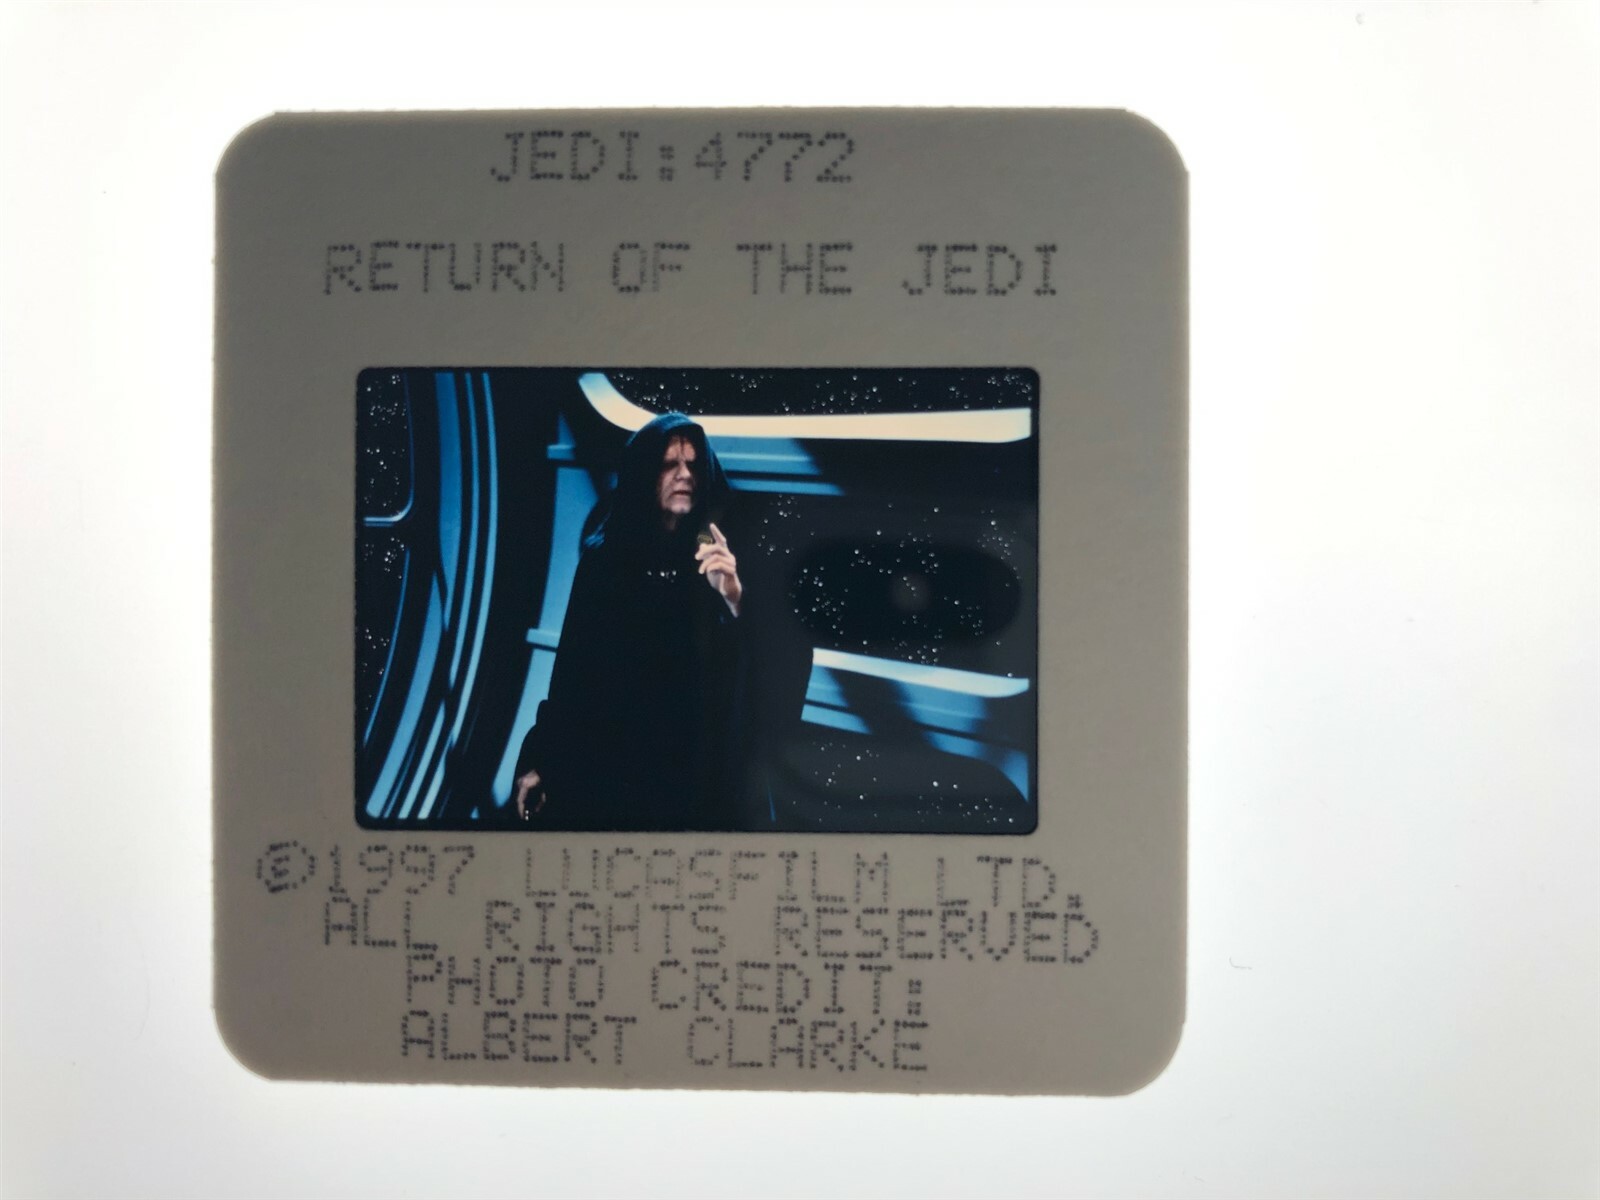 JEDI:4772
RETURN OF THE JEDI
©1997 LUCASFILM LTD.
ALL RIGHTS RESERVED
PHOTO CREDIT:
ALBERT CLARKE